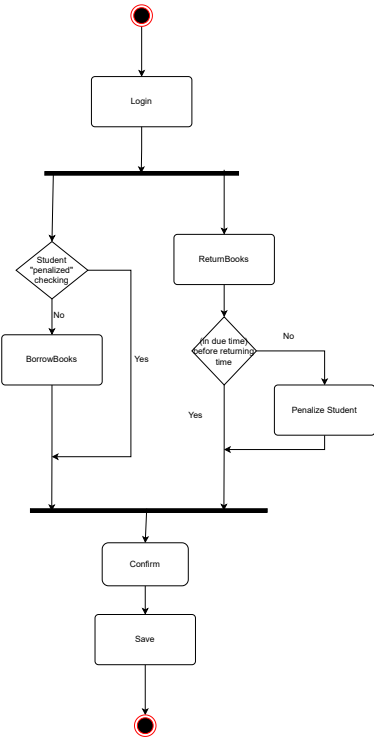 Login
Student
"penalized"
checking
ReturnBooks
No
BorrowBooks
Yes
(in due time)
before returning
time
No
Yes
Penalize Student
Confirm
Save